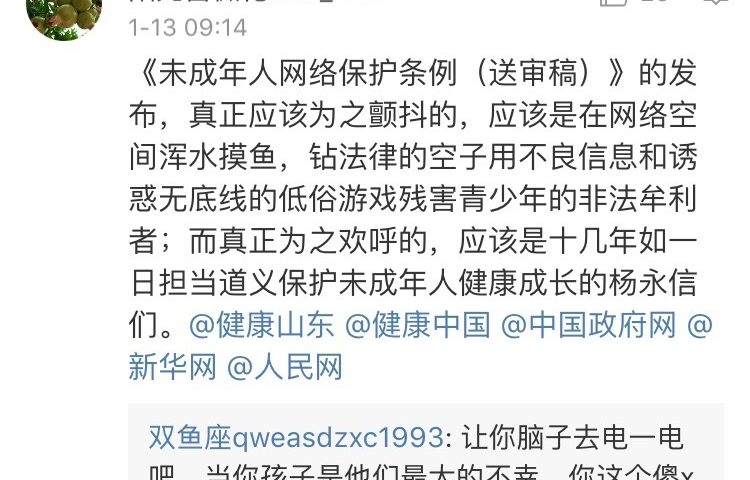 1-13 09:14
《未成年人网络保护条例（送审稿）》的发
布，真正应该为之颤抖的，应该是在网络空
间浑水摸鱼，钻法律的空子用不良信息和诱
惑无底线的低俗游戏残害青少年的非法牟利
者；而真正为之欢呼的，应该是十几年如一
日担当道义保护未成年人健康成长的杨永信
们。@健康山东 @健康中国 @中国政府网 @
新华网 @人民网
双鱼座qweasdzxc1993: 让你脑子去电一电
吧，当你孩子是他们最大的不幸，你这个傻x